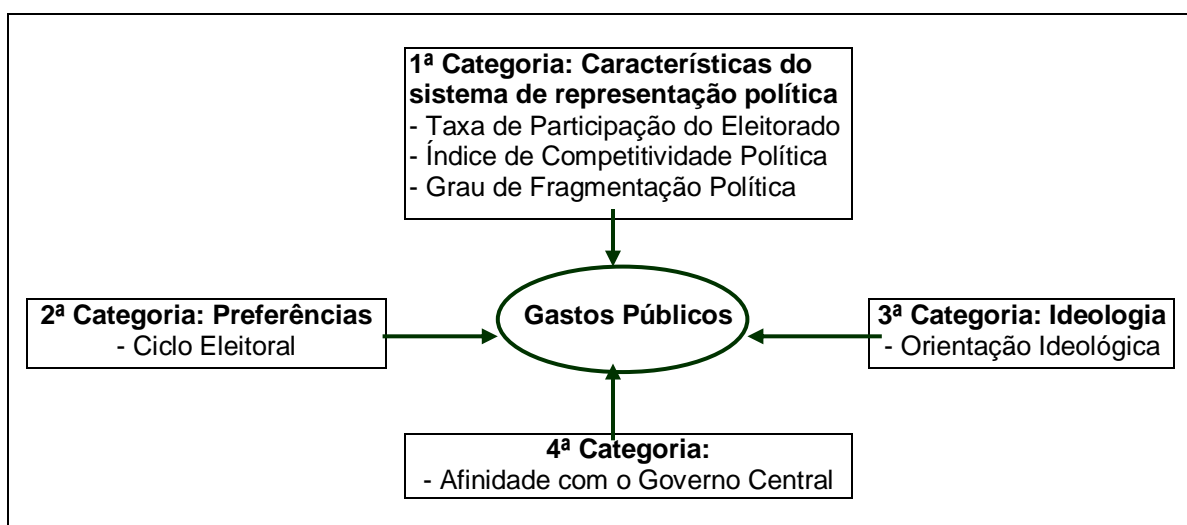 1ª Categoria: Características do
sistema de representação política
- Taxa de Participação do Eleitorado
- Índice de Competitividade Política
- Grau de Fragmentação Política
2ª Categoria: Preferências
- Ciclo Eleitoral
Gastos Públicos
3ª Categoria: Ideologia
- Orientação Ideológica
4ª Categoria:
- Afinidade com o Governo Central